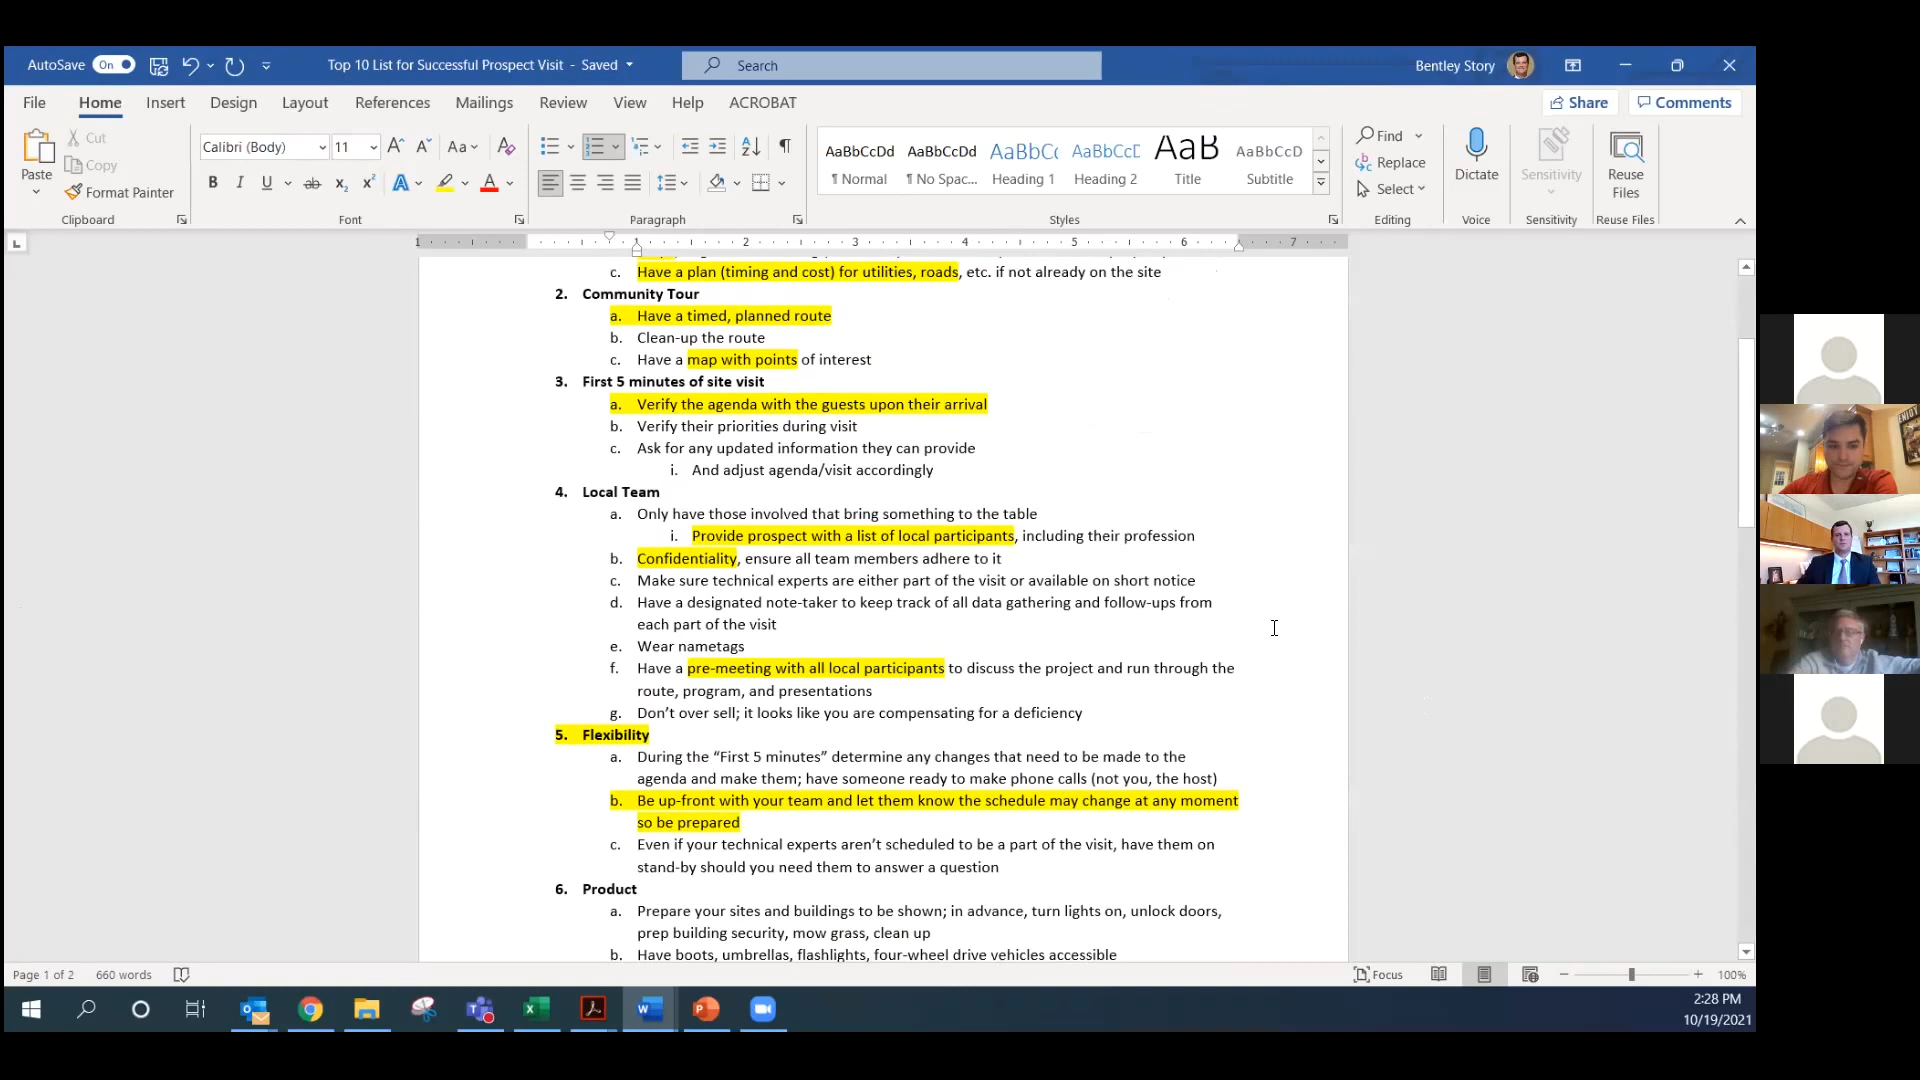 AutoSave On Top 10 List for Successful Prospect Visit - Saved Search Bentley Story
File Home Insert Design Layout References Mailings Review View Help ACROBAT Share Comments
Paste
Cut
Copy
Format Painter
Clipboard
Calibri (Body) 11
Font
Paragraph
AaBbCcDd AaBbCcDd AaBbCc AaBbCcD AaB AaBbCcD
¶ Normal ¶ No Spac... Heading 1 Heading 2 Title Subtitle
Styles
Find
Replace
Select
Editing
Dictate
Voice
Sensitivity
Sensitivity
Reuse Files
Reuse Files
1 1 2 3 4 5 6 7
c. Have a plan (timing and cost) for utilities, roads, etc. if not already on the site
2. Community Tour
a. Have a timed, planned route
b. Clean-up the route
c. Have a map with points of interest
3. First 5 minutes of site visit
a. Verify the agenda with the guests upon their arrival
b. Verify their priorities during visit
c. Ask for any updated information they can provide
i. And adjust agenda/visit accordingly
4. Local Team
a. Only have those involved that bring something to the table
i. Provide prospect with a list of local participants, including their profession
b. Confidentiality, ensure all team members adhere to it
c. Make sure technical experts are either part of the visit or available on short notice
d. Have a designated note-taker to keep track of all data gathering and follow-ups from
each part of the visit
e. Wear nametags
f. Have a pre-meeting with all local participants to discuss the project and run through the
route, program, and presentations
g. Don’t over sell; it looks like you are compensating for a deficiency
5. Flexibility
a. During the “First 5 minutes” determine any changes that need to be made to the
agenda and make them; have someone ready to make phone calls (not you, the host)
b. Be up-front with your team and let them know the schedule may change at any moment
so be prepared
c. Even if your technical experts aren’t scheduled to be a part of the visit, have them on
stand-by should you need them to answer a question
6. Product
a. Prepare your sites and buildings to be shown; in advance, turn lights on, unlock doors,
prep building security, mow grass, clean up
b. Have boots, umbrellas, flashlights, four-wheel drive vehicles accessible
Page 1 of 2 660 words Focus 100%
2:28 PM
10/19/2021